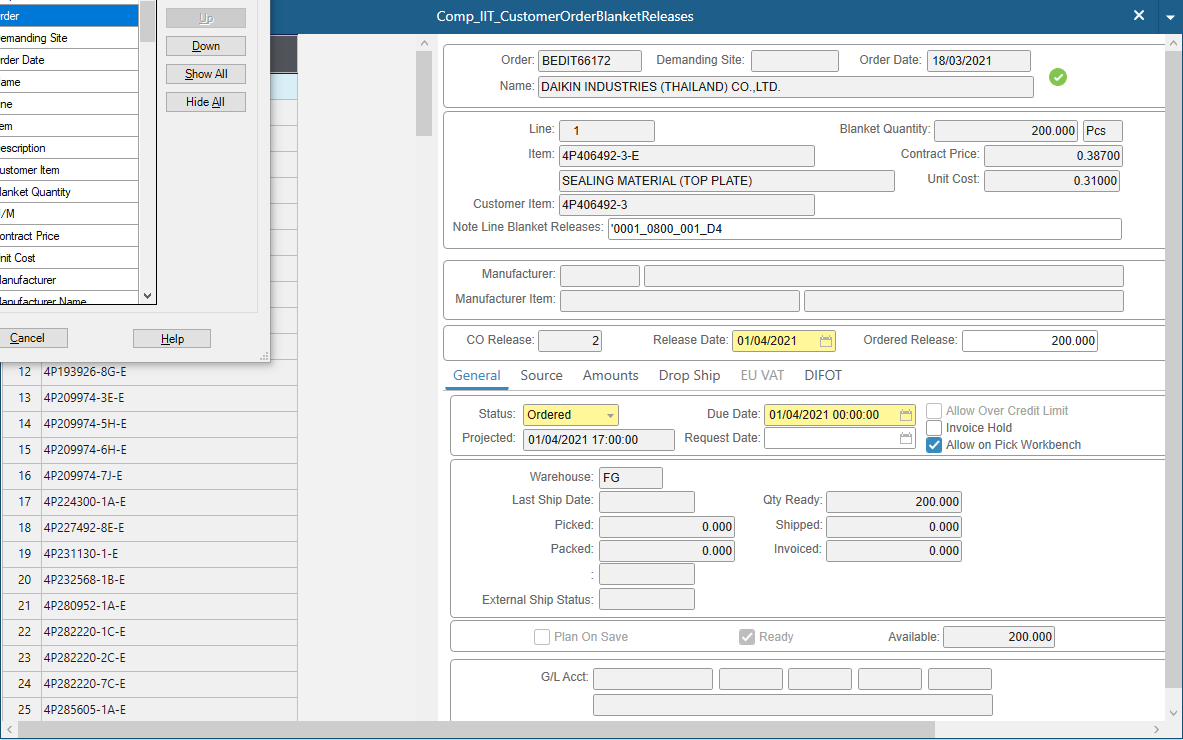 Comp_IIT_CustomerOrderBlanketReleases
rder
emanding Site
rder Date
ame
ne
em
escription
ustomer Item
lanket Quantity
/M
ontract Price
nit Cost
anufacturer
anufacturer Name
Up
Down
Show All
Hide All
Cancel
Help
12 4P193926-8G-E
13 4P209974-3E-E
14 4P209974-5H-E
15 4P209974-6H-E
16 4P209974-7J-E
17 4P224300-1A-E
18 4P227492-8E-E
19 4P231130-1-E
20 4P232568-1B-E
21 4P280952-1A-E
22 4P282220-1C-E
23 4P282220-2C-E
24 4P282220-7C-E
25 4P285605-1A-E
Order: BEDIT66172 Demanding Site: Order Date: 18/03/2021
Name: DAIKIN INDUSTRIES (THAILAND) CO.,LTD.
Line: 1 Blanket Quantity: 200.000 Pcs
Item: 4P406492-3-E Contract Price: 0.38700
SEALING MATERIAL (TOP PLATE) Unit Cost: 0.31000
Customer Item: 4P406492-3
Note Line Blanket Releases: '0001_0800_001_D4
Manufacturer:
Manufacturer Item:
CO Release: 2 Release Date: 01/04/2021 Ordered Release: 200.000
General Source Amounts Drop Ship EU VAT DIFOT
Status: Ordered Due Date: 01/04/2021 00:00:00 Allow Over Credit Limit
Invoice Hold
Projected: 01/04/2021 17:00:00 Request Date: Allow on Pick Workbench
Warehouse: FG
Last Ship Date: Qty Ready: 200.000
Picked: 0.000 Shipped: 0.000
Packed: 0.000 Invoiced: 0.000
:
External Ship Status:
Plan On Save Ready Available: 200.000
G/L Acct: